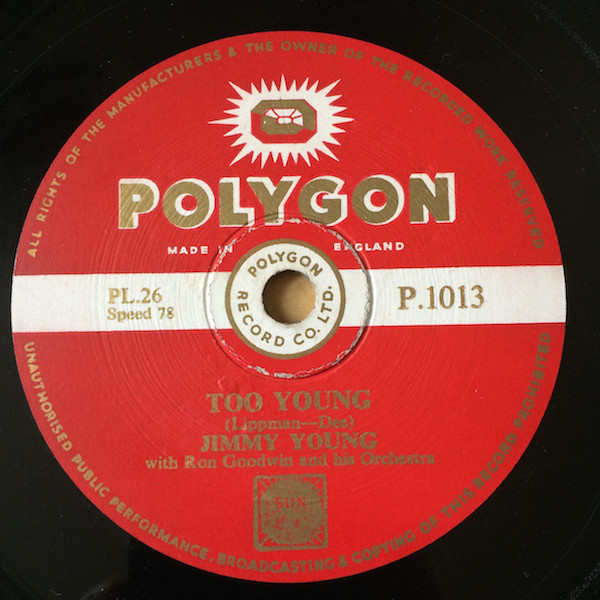 ALL RIGHTS OF THE MANUFACTURERS & THE OWNER OF THE RECORDED WORK RESERVED
POLYGON
MADE IN ENGLAND
POLYGON
RECORD CO. LTD.
PL.26
Speed 78
P.1013
TOO YOUNG
(Lippman—Dee)
JIMMY YOUNG
with Ron Goodwin and his Orchestra
UNAUTHORISED PUBLIC PERFORMANCE, BROADCASTING & COPYING OF THIS RECORD PROHIBITED